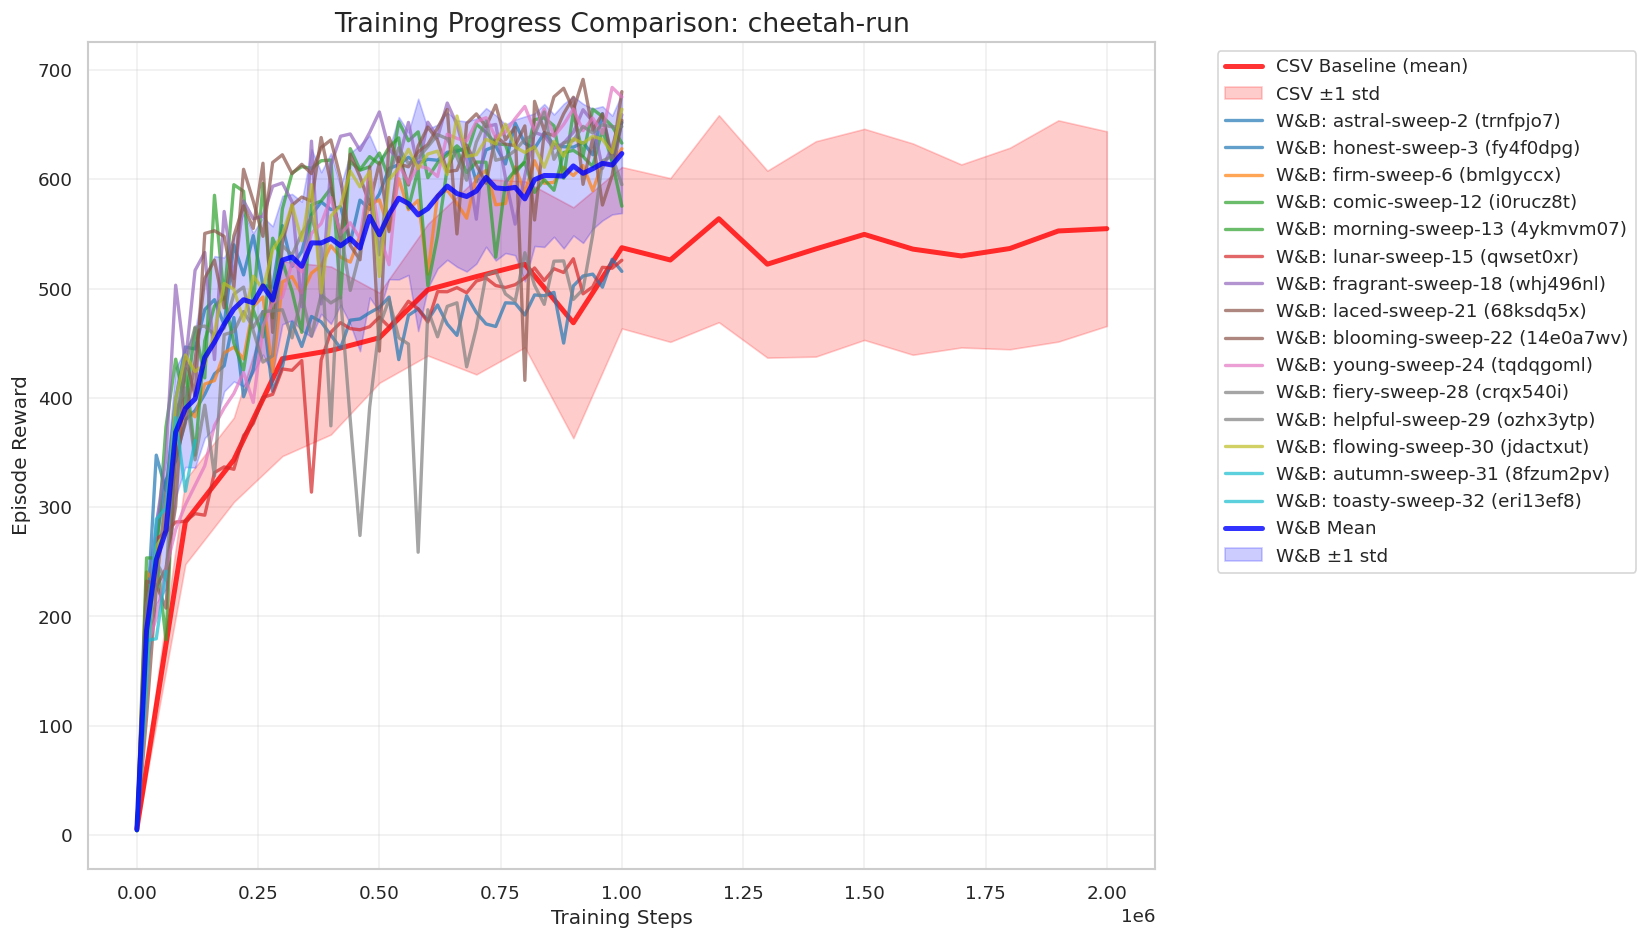 Training Progress Comparison: cheetah-run
Episode Reward
700
600
500
400
300
200
100
0
0.00
0.25
0.50
0.75
1.00
1.25
1.50
1.75
2.00
1e6
Training Steps
CSV Baseline (mean)
CSV ±1 std
W&B: astral-sweep-2 (trnfpjo7)
W&B: honest-sweep-3 (fy4f0dpg)
W&B: firm-sweep-6 (bmlgyccx)
W&B: comic-sweep-12 (i0rucz8t)
W&B: morning-sweep-13 (4ykmvm07)
W&B: lunar-sweep-15 (qwset0xr)
W&B: fragrant-sweep-18 (whj496nl)
W&B: laced-sweep-21 (68ksdq5x)
W&B: blooming-sweep-22 (14e0a7wv)
W&B: young-sweep-24 (tqdqgoml)
W&B: fiery-sweep-28 (crqx540i)
W&B: helpful-sweep-29 (ozhx3ytp)
W&B: flowing-sweep-30 (jdactxut)
W&B: autumn-sweep-31 (8fzum2pv)
W&B: toasty-sweep-32 (eri13ef8)
W&B Mean
W&B ±1 std